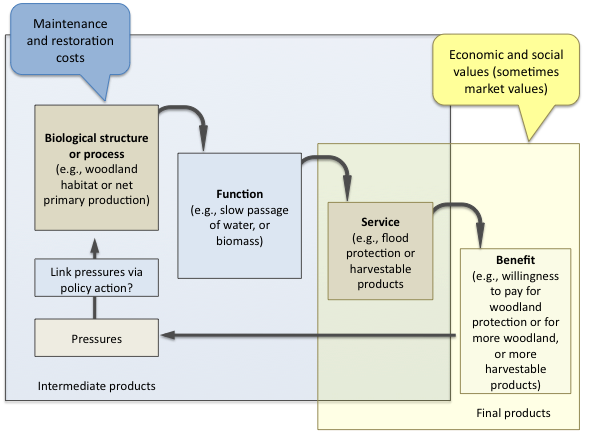 Maintenance
and restoration
costs
Economic and social
values (sometimes
market values)
Biological structure
or process
(e.g., woodland
habitat or net
primary production)
Function
(e.g., slow passage
of water, or
biomass)
Service
(e.g., flood
protection or
harvestable
products
Benefit
(e.g., willingness
to pay for
woodland
protection or for
more woodland,
or more
harvestable
products)
Link pressures via
policy action?
Pressures
Intermediate products
Final products